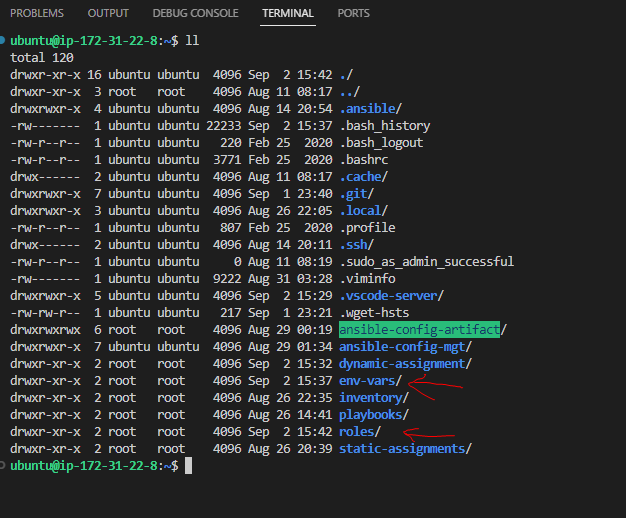 PROBLEMS OUTPUT DEBUG CONSOLE TERMINAL PORTS
ubuntu@ip-172-31-22-8:~$ ll
total 120
drwxr-xr-x 16 ubuntu ubuntu  4096 Sep  2 15:42 ./
drwxr-xr-x  3 root   root    4096 Aug 11 08:17 ../
drwxrwxr-x  4 ubuntu ubuntu  4096 Aug 14 20:54 .ansible/
-rw-------  1 ubuntu ubuntu 22233 Sep  2 15:37 .bash_history
-rw-r--r--  1 ubuntu ubuntu   220 Feb 25  2020 .bash_logout
-rw-r--r--  1 ubuntu ubuntu  3771 Feb 25  2020 .bashrc
drwx------  2 ubuntu ubuntu  4096 Aug 11 08:17 .cache/
drwxrwxr-x  7 ubuntu ubuntu  4096 Sep  1 23:40 .git/
drwxrwxr-x  3 ubuntu ubuntu  4096 Aug 26 22:05 .local/
-rw-r--r--  1 ubuntu ubuntu   807 Feb 25  2020 .profile
drwx------  2 ubuntu ubuntu  4096 Aug 14 20:11 .ssh/
-rw-r--r--  1 ubuntu ubuntu     0 Aug 11 08:19 .sudo_as_admin_successful
-rw-------  1 ubuntu ubuntu  9222 Aug 31 03:28 .viminfo
drwxrwxr-x  5 ubuntu ubuntu  4096 Sep  2 15:29 .vscode-server/
-rw-rw-r--  1 ubuntu ubuntu   217 Sep  1 23:21 .wget-hsts
drwxrwxrwx  6 root   root    4096 Aug 29 00:19 ansible-config-artifact/
drwxrwxr-x  7 ubuntu ubuntu  4096 Aug 29 01:34 ansible-config-mgt/
drwxr-xr-x  2 root   root    4096 Sep  2 15:32 dynamic-assignment/
drwxr-xr-x  2 root   root    4096 Sep  2 15:37 env-vars/
drwxr-xr-x  2 root   root    4096 Aug 26 22:35 inventory/
drwxr-xr-x  2 root   root    4096 Aug 26 14:41 playbooks/
drwxr-xr-x  2 root   root    4096 Sep  2 15:42 roles/
drwxr-xr-x  2 root   root    4096 Aug 26 20:39 static-assignments/
ubuntu@ip-172-31-22-8:~$